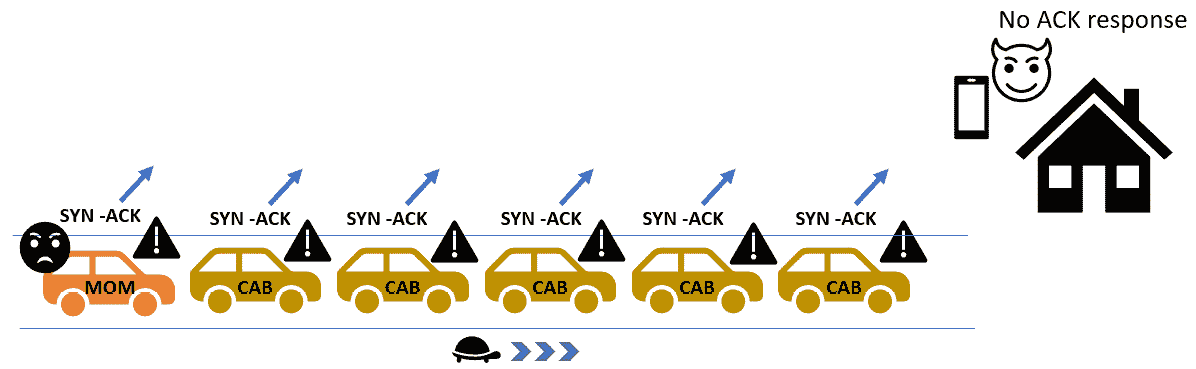 No ACK response
SYN -ACK SYN -ACK SYN -ACK SYN -ACK SYN -ACK SYN -ACK
MOM CAB CAB CAB CAB CAB